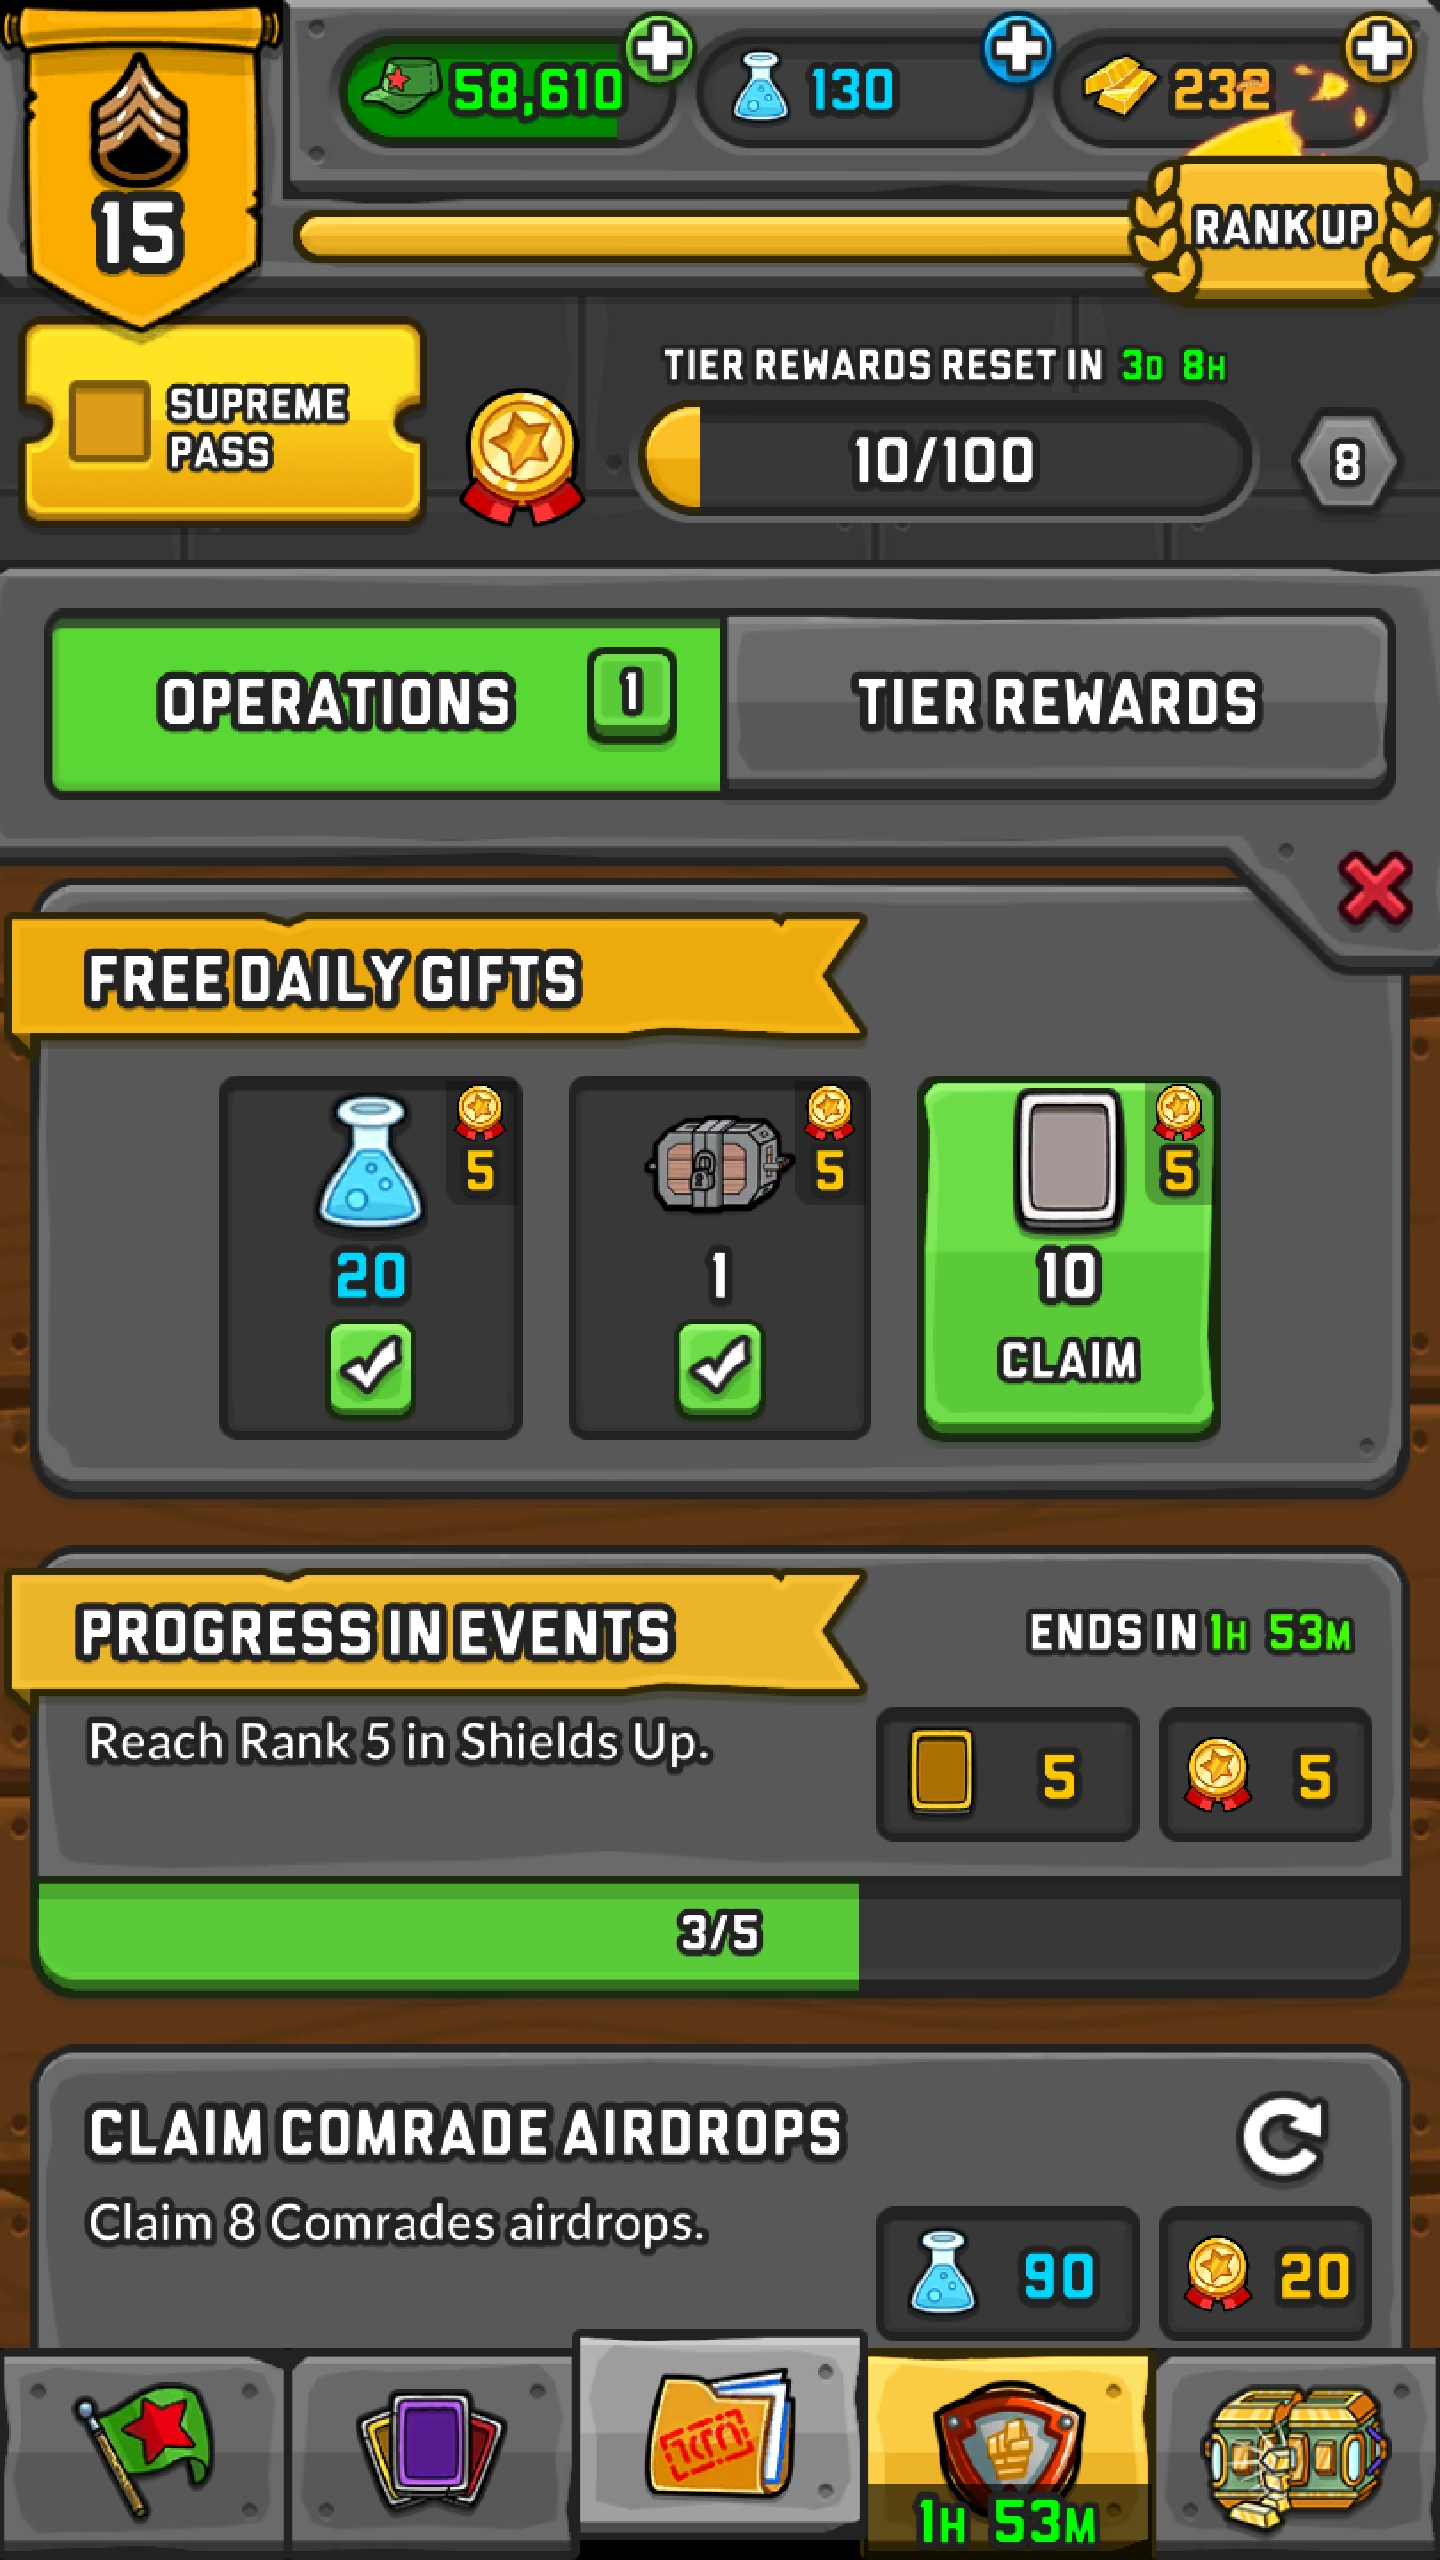 58,610
130
232
15
RANK UP
SUPREME
PASS
TIER REWARDS RESET IN 3D 8H
10/100
8
OPERATIONS 1
TIER REWARDS
FREE DAILY GIFTS
5
5
5
20
1
10
CLAIM
PROGRESS IN EVENTS
ENDS IN 1H 53M
Reach Rank 5 in Shields Up.
5
5
3/5
CLAIM COMRADE AIRDROPS
Claim 8 Comrades airdrops.
90
20
1H 53M